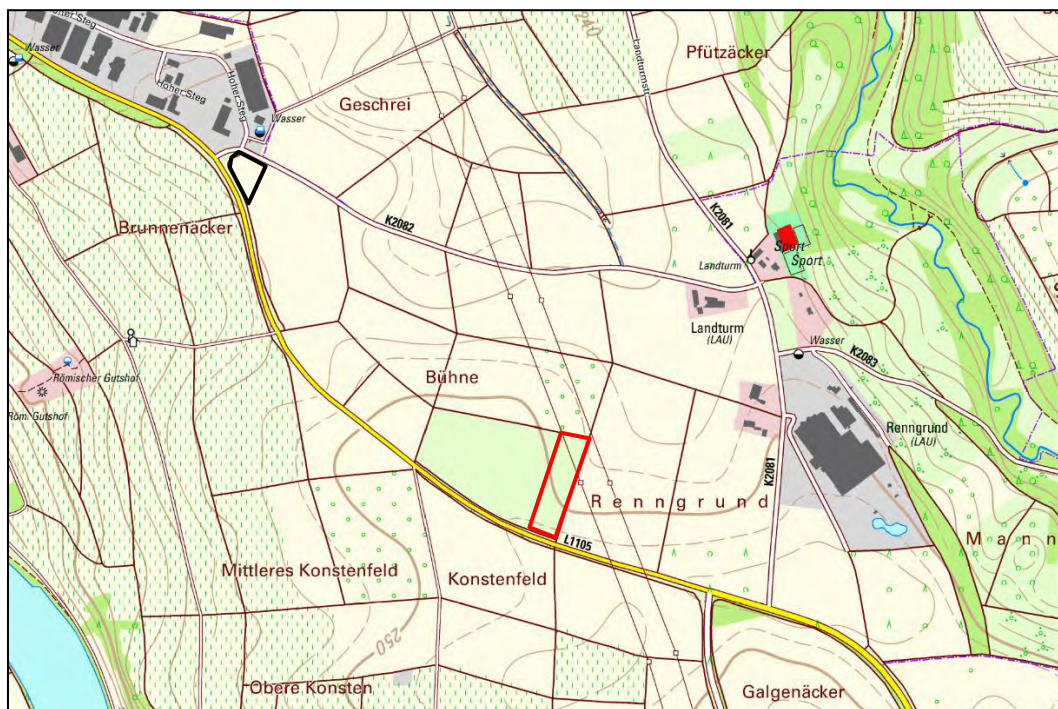 Wasser
Hoher Steg
Hoher Steg
Wasser
Geschrei
Pfützäcker
Landturmstr.
240
Brunnenäcker
K2082
K2081
Sport
Sport
Landturm
Landturm
(LAU)
Wasser
K2083
Römischer Gutshof
Röm. Gutshof
Bühne
Renngrund
(LAU)
Renngrund
K2081
L1105
Mann
Mittleres Konstenfeld
Konstenfeld
250
Obere Konsten
Galgenäcker